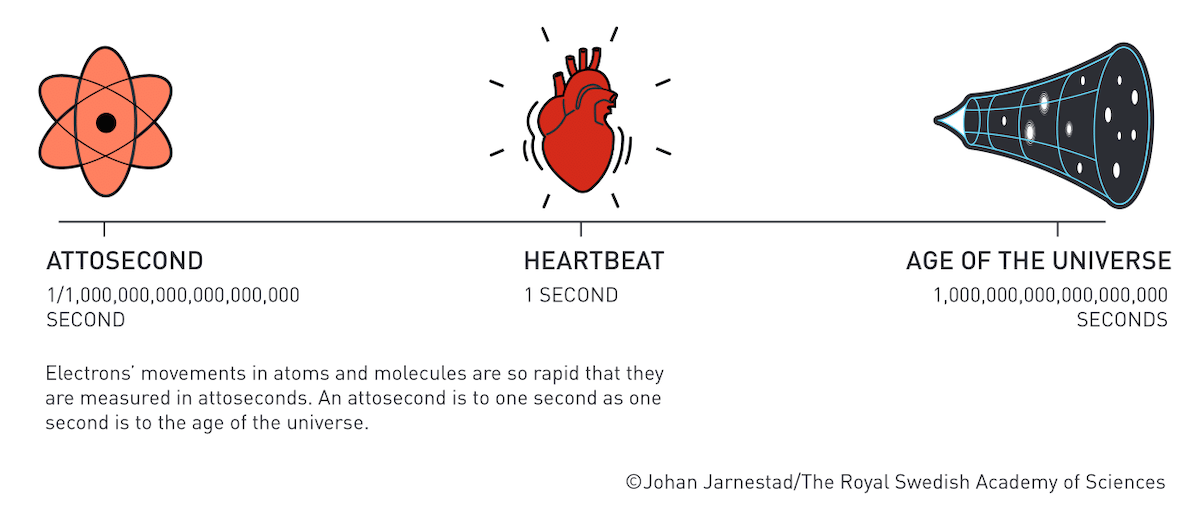 ATTOSECOND
1/1,000,000,000,000,000,000
SECOND
HEARTBEAT
1 SECOND
AGE OF THE UNIVERSE
1,000,000,000,000,000,000
SECONDS
Electrons’ movements in atoms and molecules are so rapid that they
are measured in attoseconds. An attosecond is to one second as one
second is to the age of the universe.
©Johan Jarnestad/The Royal Swedish Academy of Sciences